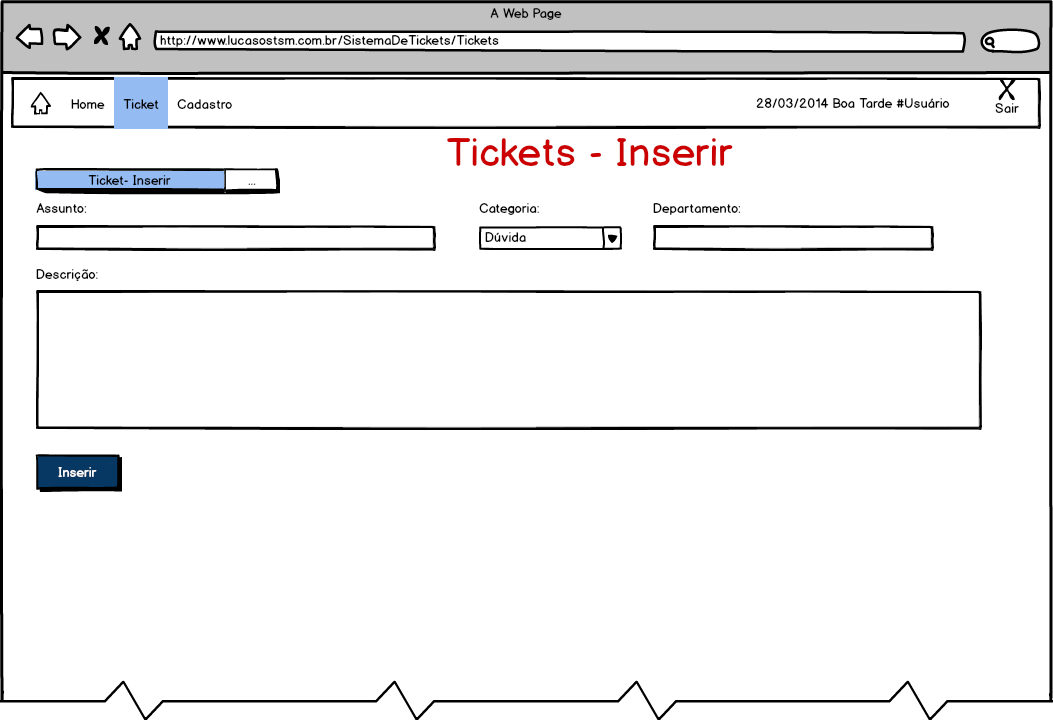 A Web Page
http://www.lucasostsm.com.br/SistemaDeTickets/Tickets
Home Ticket Cadastro 28/03/2014 Boa Tarde #Usuário Sair
Tickets - Inserir
Ticket- Inserir ...
Assunto: Categoria: Departamento:
Dúvida
Descrição:
Inserir